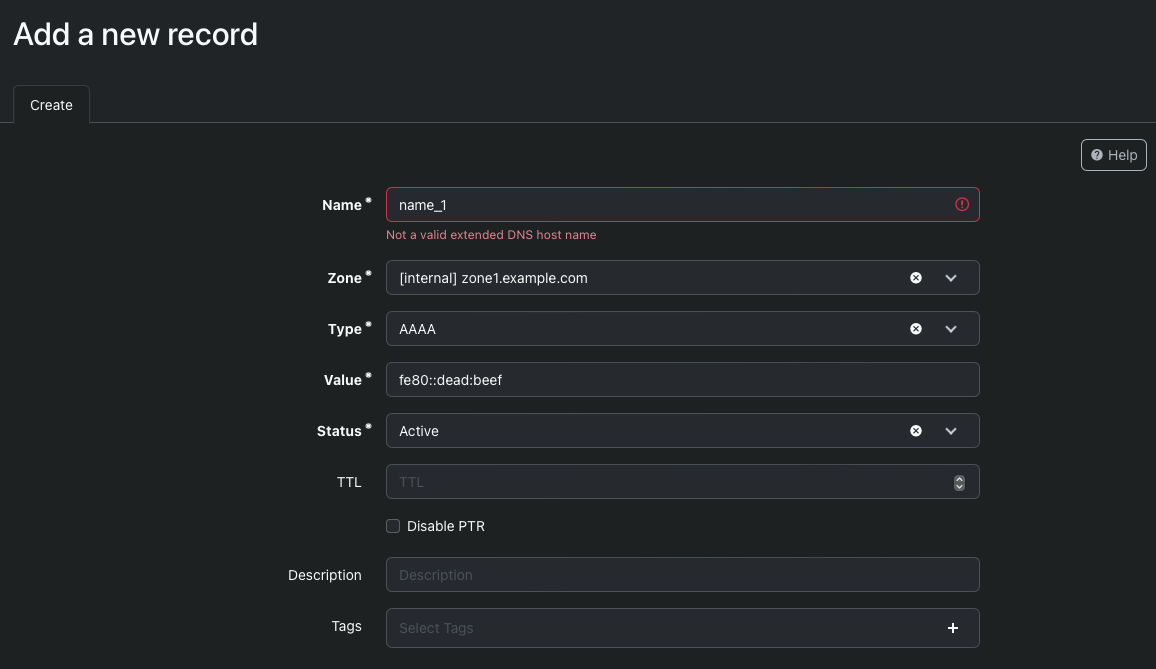 Add a new record
Create
Help
Name *
name_1
Not a valid extended DNS host name
Zone *
[internal] zone1.example.com
Type *
AAAA
Value *
fe80::dead:beef
Status *
Active
TTL
TTL
Disable PTR
Description
Description
Tags
Select Tags